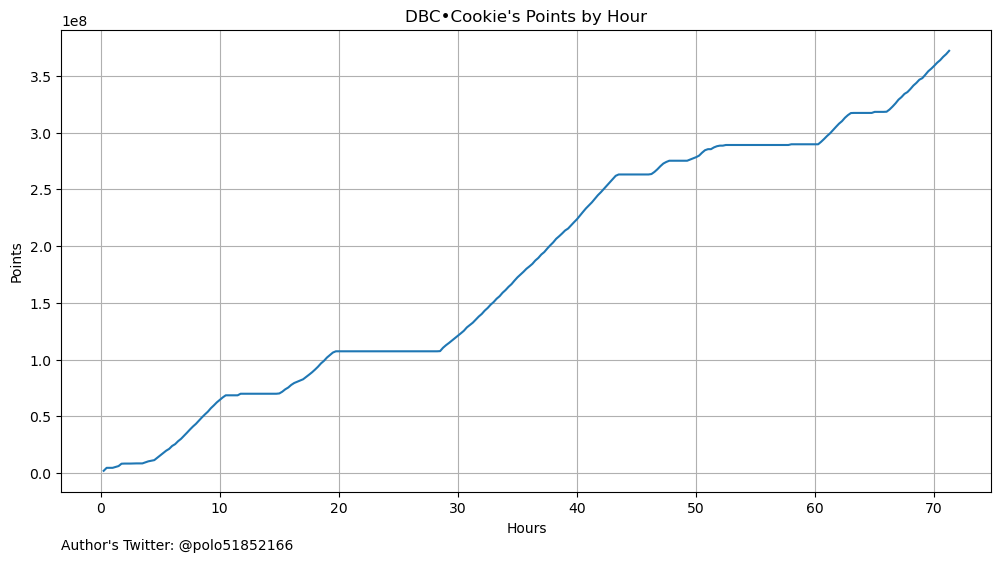 DBC•Cookie's Points by Hour
1e8
3.5
3.0
2.5
2.0
1.5
1.0
0.5
0.0
Points
0 10 20 30 40 50 60 70
Hours
Author's Twitter: @polo51852166